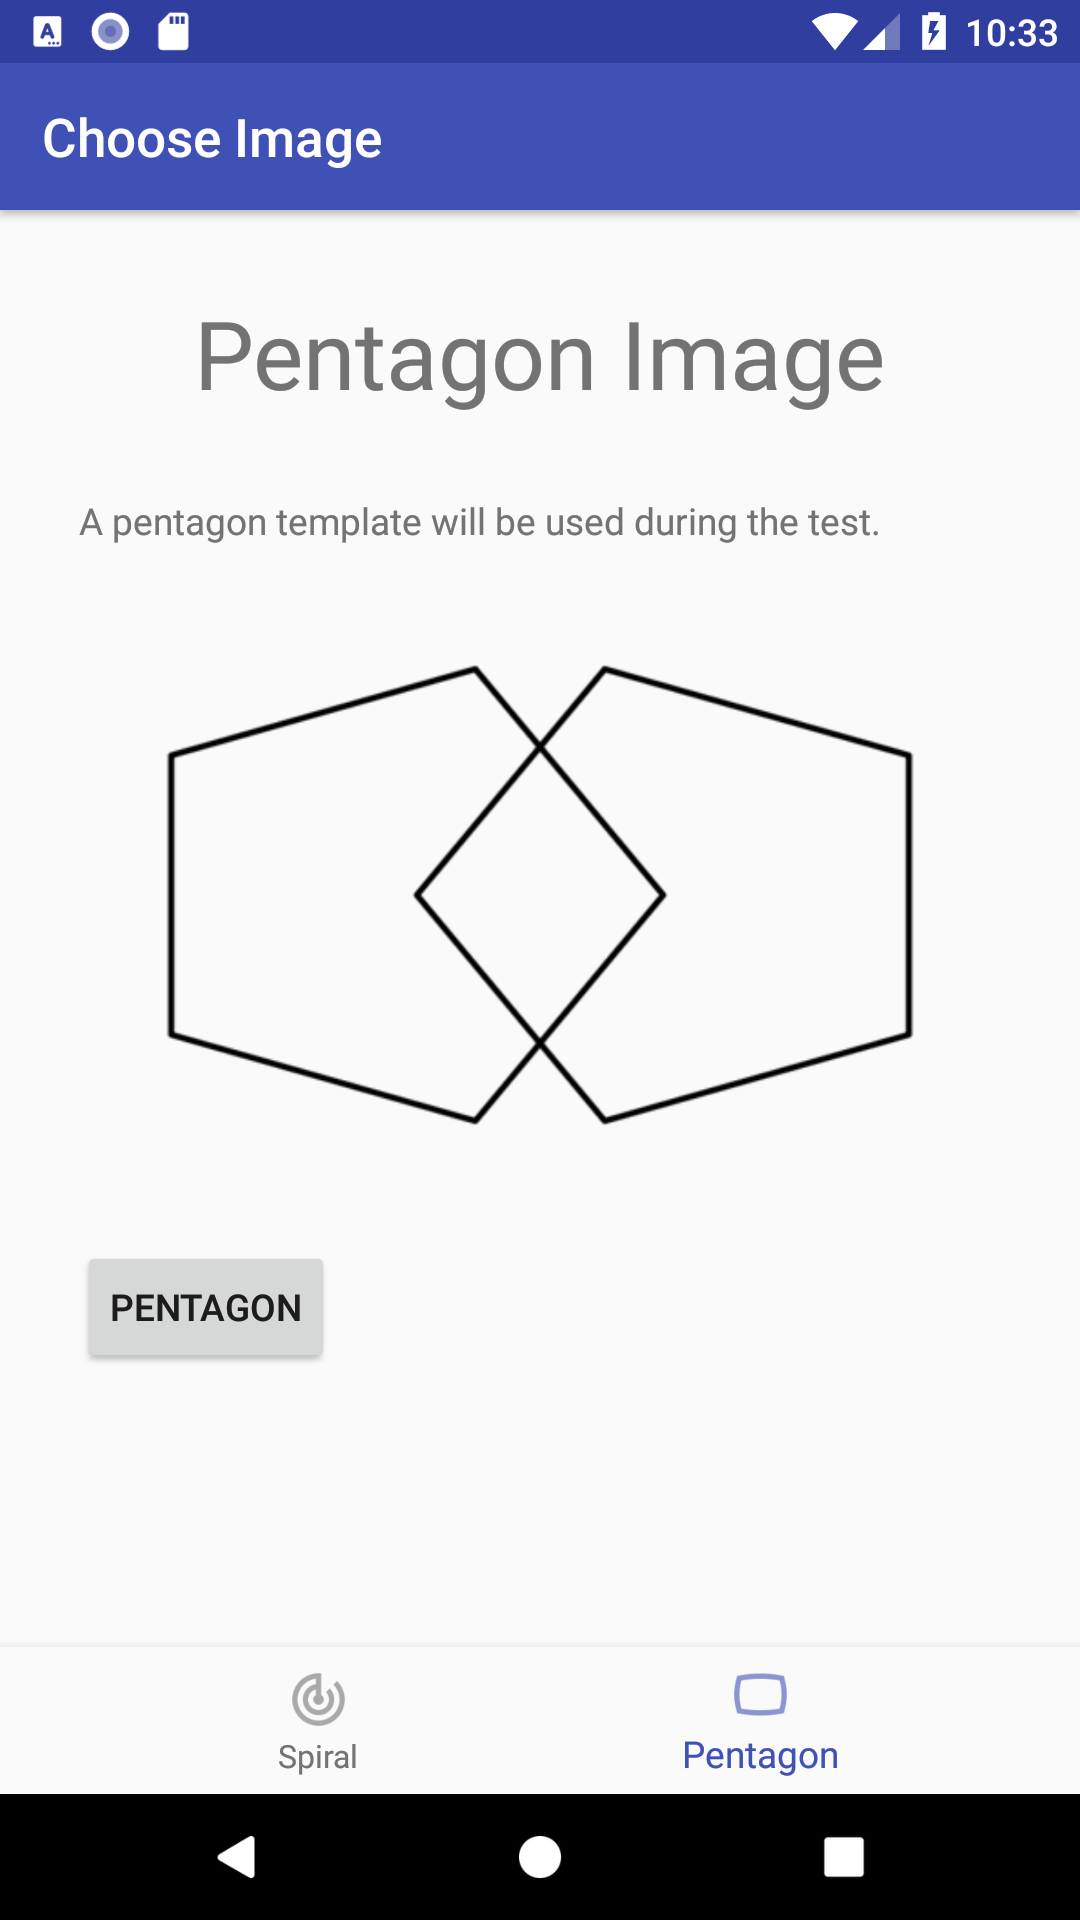 10:33
Choose Image
Pentagon Image
A pentagon template will be used during the test.
PENTAGON
Spiral
Pentagon